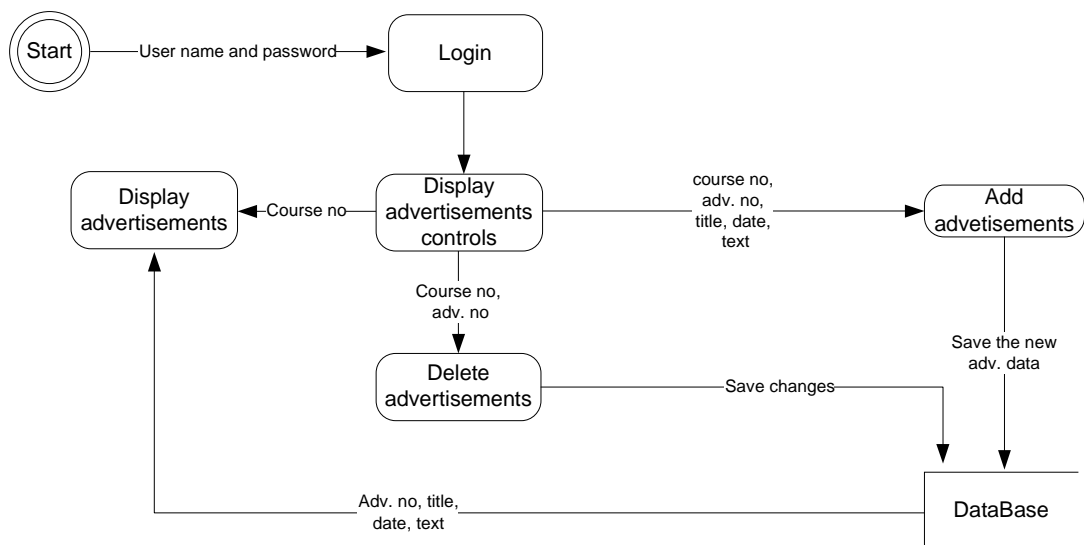 Start
User name and password
Login
Display
advertisements
Course no
Display
advertisements
controls
course no,
adv. no,
title, date,
text
Add
advetisements
Course no,
adv. no
Delete
advertisements
Save changes
Save the new
adv. data
Adv. no, title,
date, text
DataBase